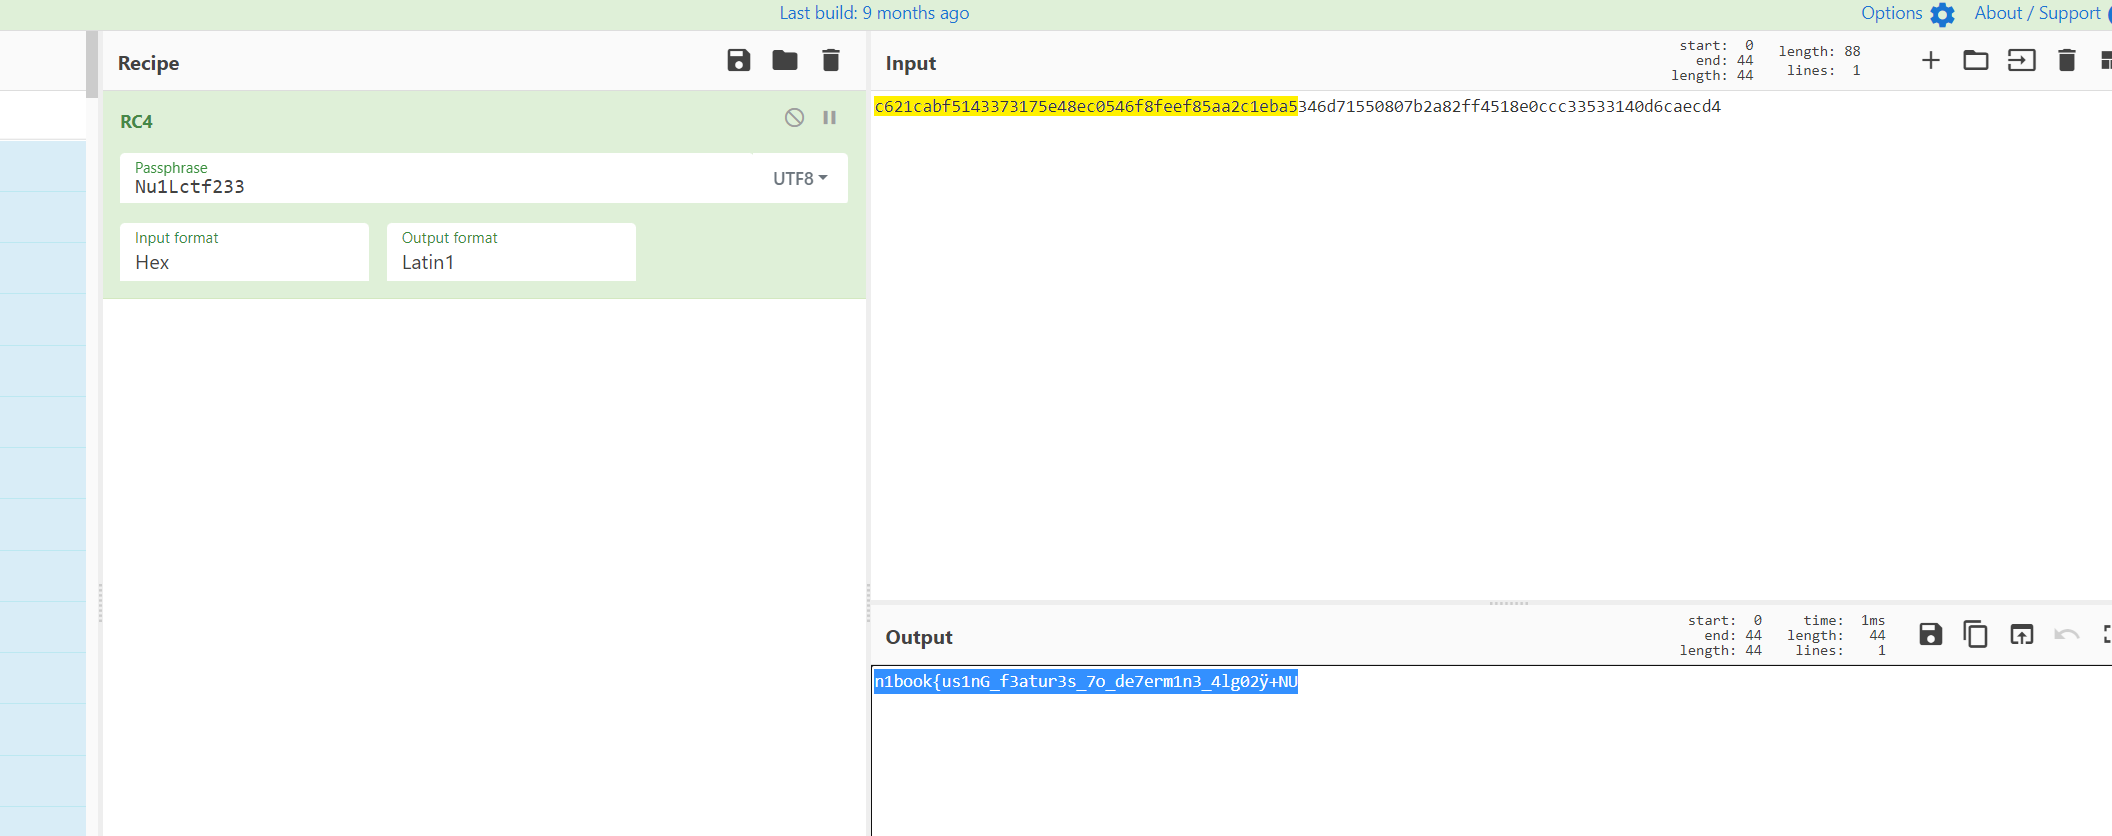 Last build: 9 months ago
Options
About / Support
Recipe
RC4
Passphrase
Nu1Lctf233
UTF8
Input format
Hex
Output format
Latin1
Input
start: 0
end: 44
length: 44
length: 88
lines: 1
c621cabf5143373175e48ec0546f8feef85aa2c1eba5346d71550807b2a82ff4518e0ccc33533140d6caecd4
Output
start: 0
end: 44
length: 44
time: 1ms
length: 44
lines: 1
n1book{us1nG_f3atur3s_7o_de7erm1n3_4lg02ÿ+NU